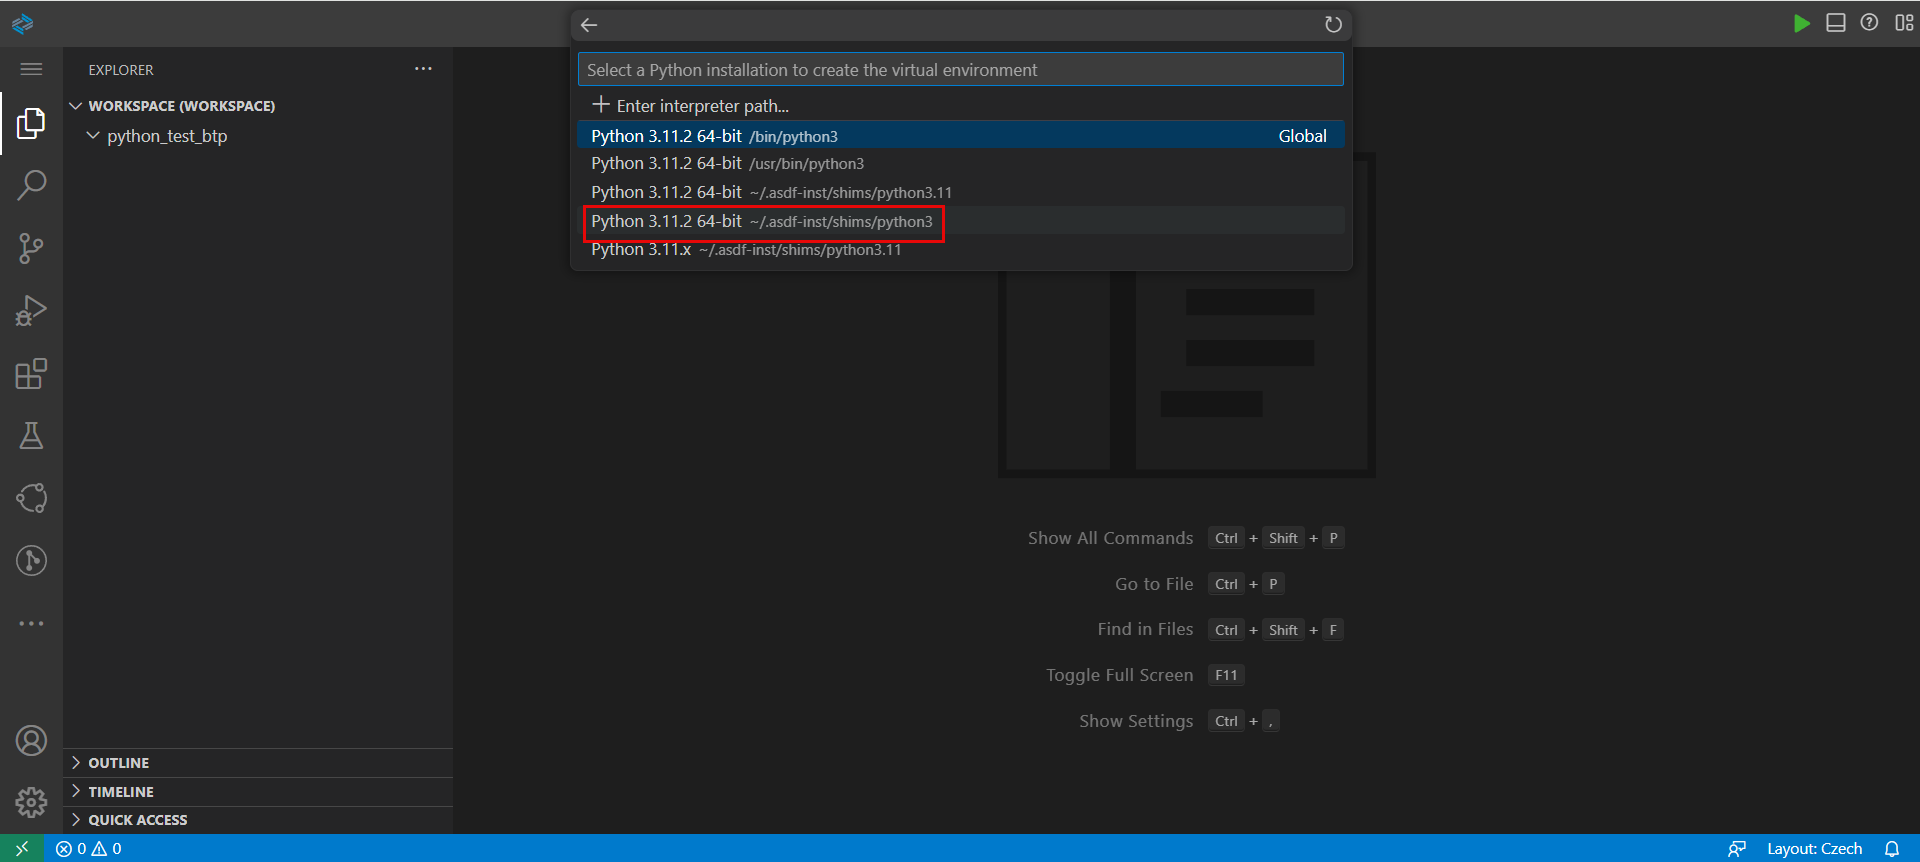 EXPLORER
WORKSPACE (WORKSPACE)
python_test_btp
Select a Python installation to create the virtual environment
Enter interpreter path...
Python 3.11.2 64-bit /bin/python3 Global
Python 3.11.2 64-bit /usr/bin/python3
Python 3.11.2 64-bit ~/.asdf-inst/shims/python3.11
Python 3.11.2 64-bit ~/.asdf-inst/shims/python3
Python 3.11.x ~/.asdf-inst/shims/python3.11
Show All Commands Ctrl + Shift + P
Go to File Ctrl + P
Find in Files Ctrl + Shift + F
Toggle Full Screen F11
Show Settings Ctrl + ,
OUTLINE
TIMELINE
QUICK ACCESS
0 0
Layout: Czech